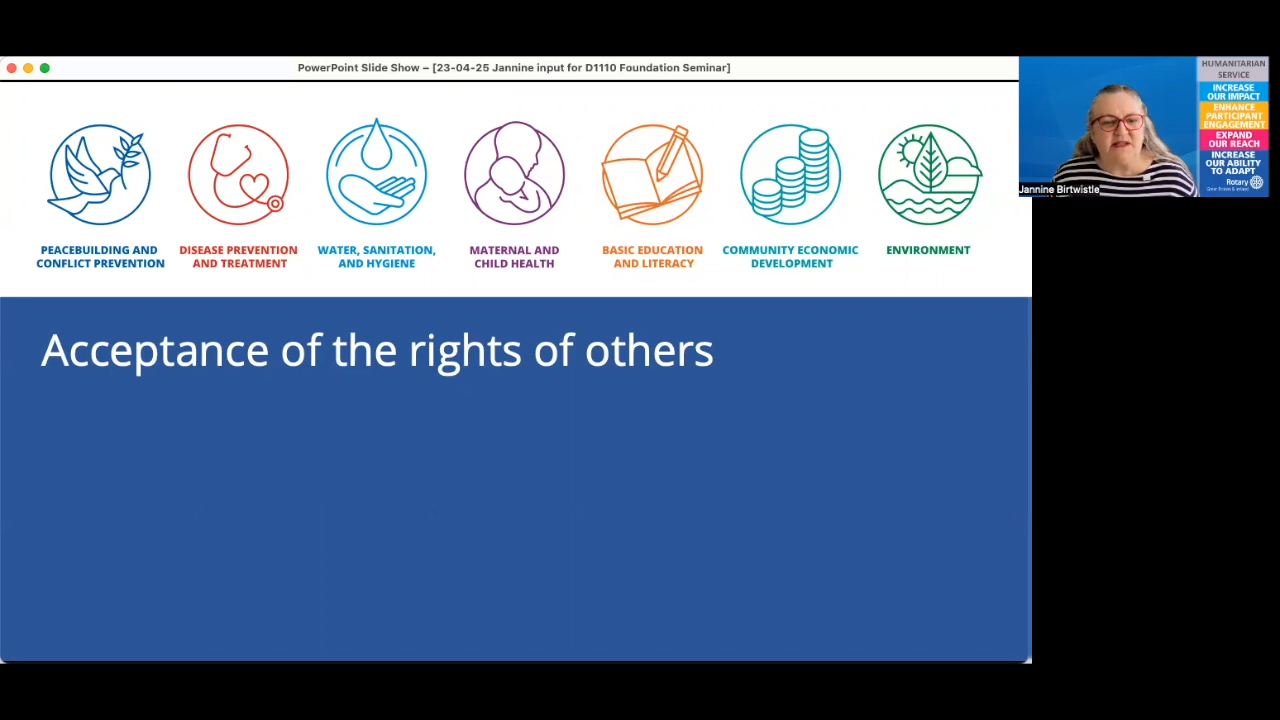 PowerPoint Slide Show – [23-04-25 Jannine input for D1110 Foundation Seminar]
HUMANITARIAN
SERVICE
INCREASE
OUR IMPACT
ENHANCE
PARTICIPANT
ENGAGEMENT
EXPAND
OUR REACH
INCREASE
OUR ABILITY
TO ADAPT
Rotary
Jannine Birtwistle
PEACEBUILDING AND
CONFLICT PREVENTION
DISEASE PREVENTION
AND TREATMENT
WATER, SANITATION,
AND HYGIENE
MATERNAL AND
CHILD HEALTH
BASIC EDUCATION
AND LITERACY
COMMUNITY ECONOMIC
DEVELOPMENT
ENVIRONMENT
Acceptance of the rights of others